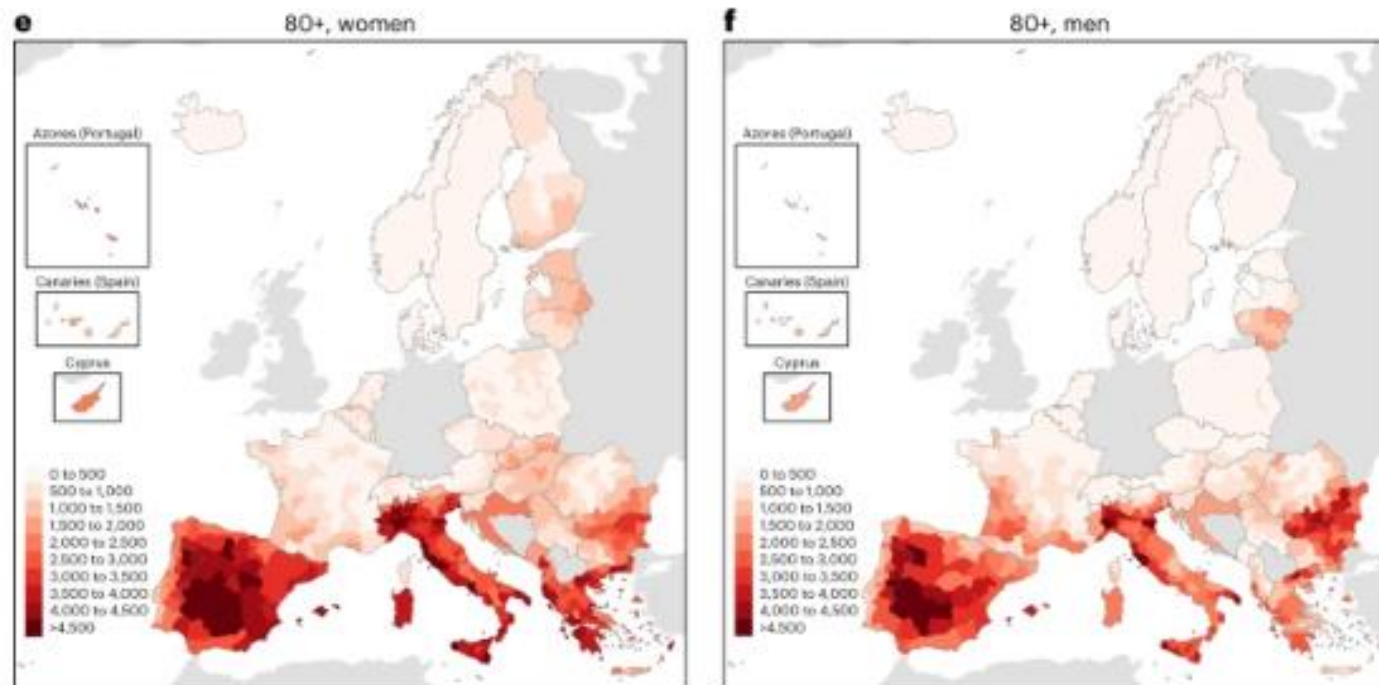 e
80+, women
Azores (Portugal)
Canaries (Spain)
Cyprus
0 to 500
500 to 1,000
1,000 to 1,500
1,500 to 2,000
2,000 to 2,500
2,500 to 3,000
3,000 to 3,500
3,500 to 4,000
4,000 to 4,500
>4,500
f
80+, men
Azores (Portugal)
Canaries (Spain)
Cyprus
0 to 500
500 to 1,000
1,000 to 1,500
1,500 to 2,000
2,000 to 2,500
2,500 to 3,000
3,000 to 3,500
3,500 to 4,000
4,000 to 4,500
>4,500